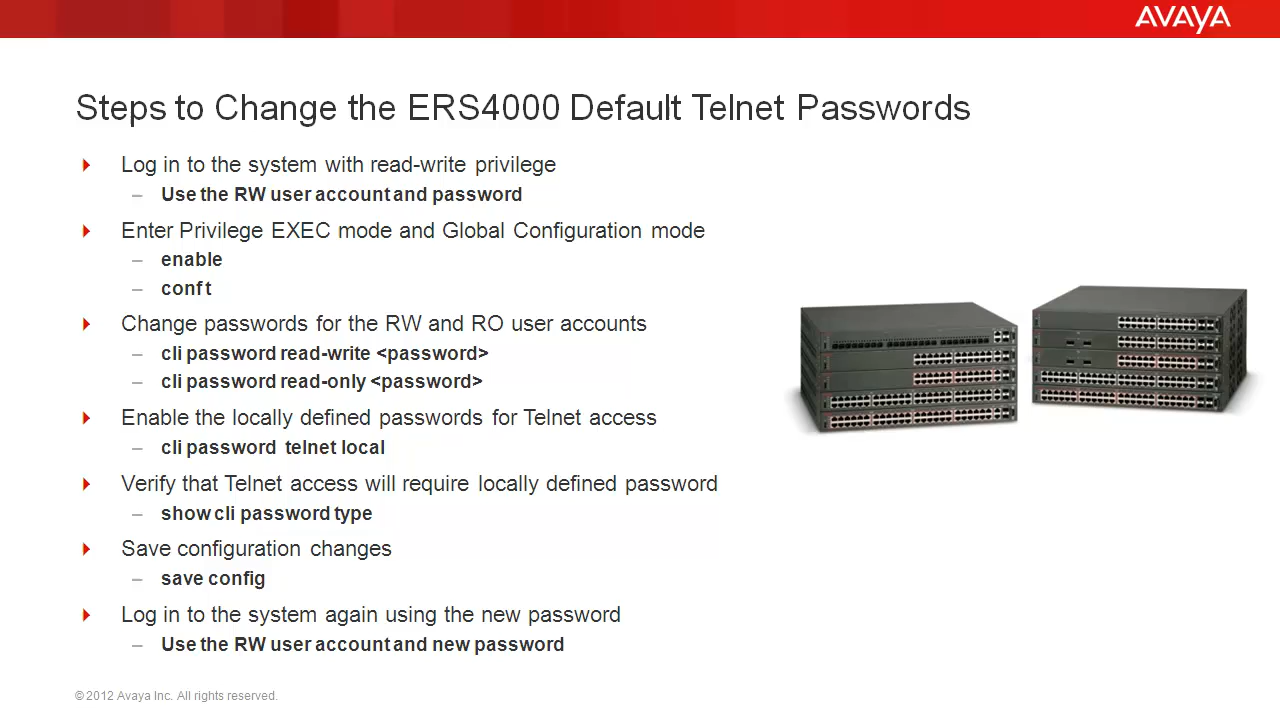 AVAYA
Steps to Change the ERS4000 Default Telnet Passwords
Log in to the system with read-write privilege
– Use the RW user account and password
Enter Privilege EXEC mode and Global Configuration mode
– enable
– conf t
Change passwords for the RW and RO user accounts
– cli password read-write <password>
– cli password read-only <password>
Enable the locally defined passwords for Telnet access
– cli password telnet local
Verify that Telnet access will require locally defined password
– show cli password type
Save configuration changes
– save config
Log in to the system again using the new password
– Use the RW user account and new password
© 2012 Avaya Inc. All rights reserved.